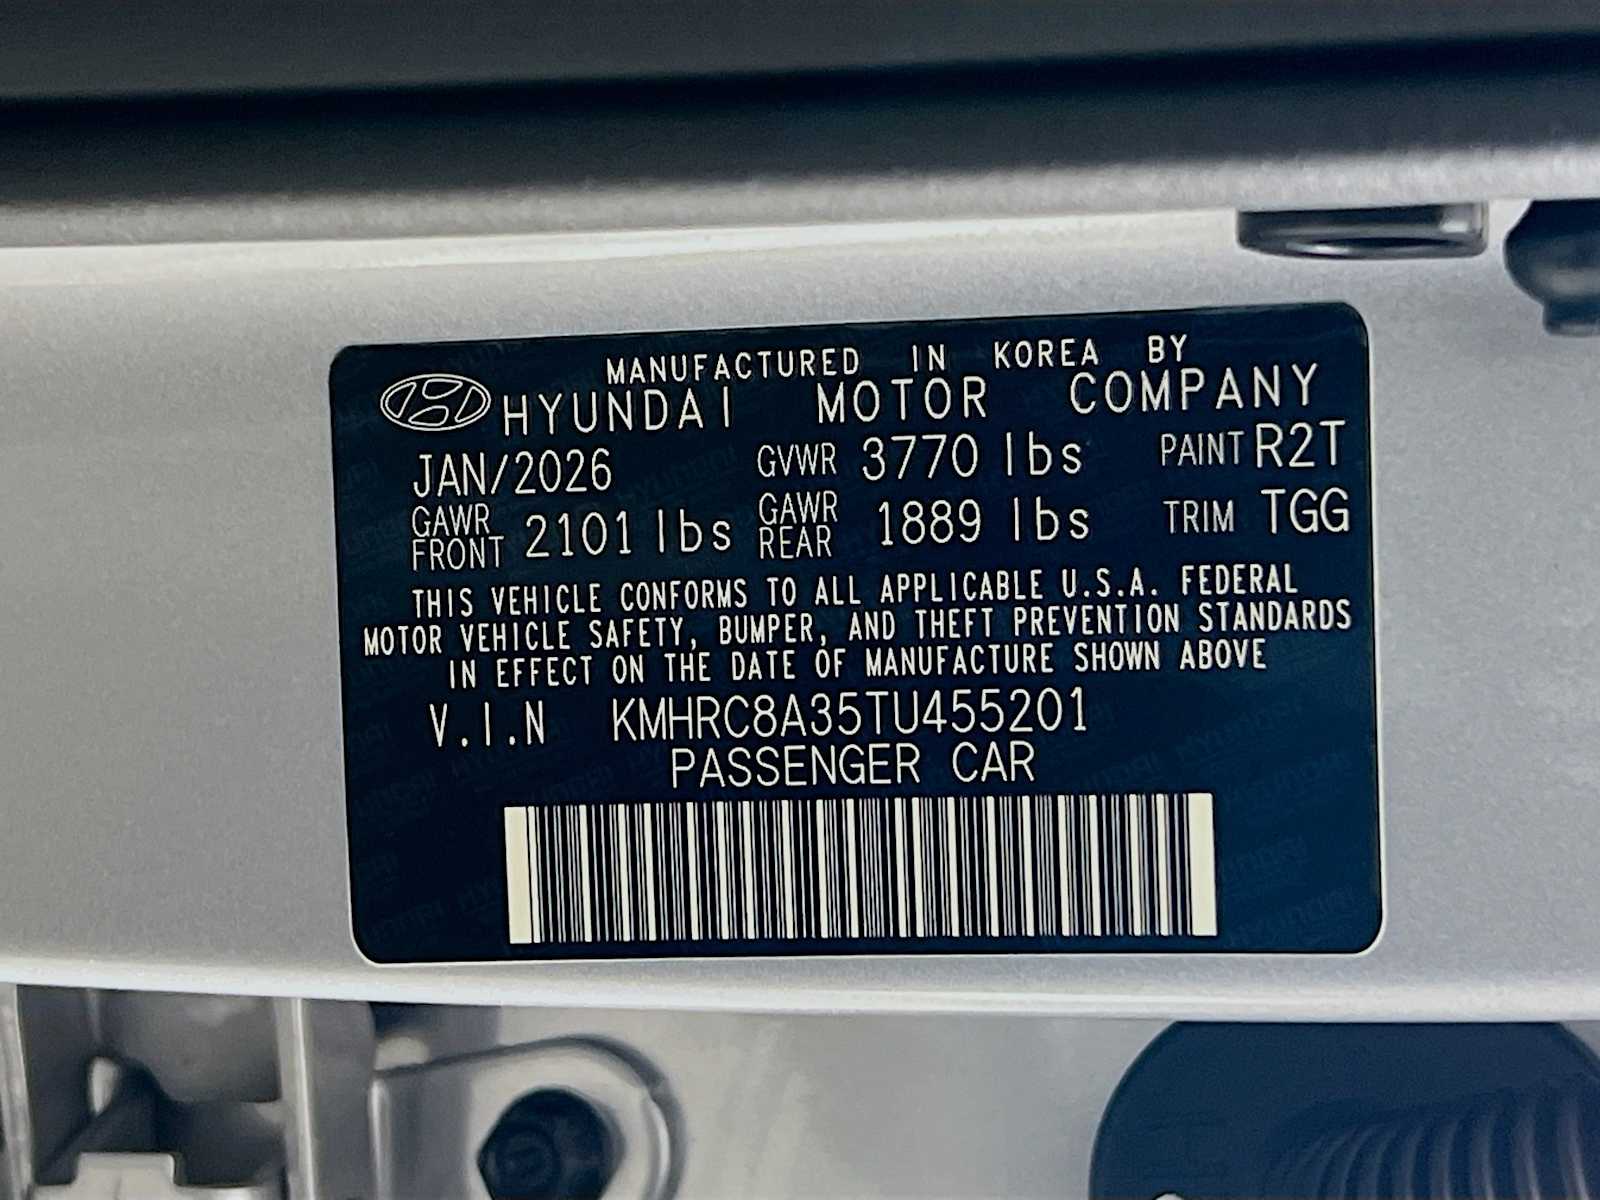 MANUFACTURED IN KOREA BY
HYUNDAI MOTOR COMPANY
JAN/2026 GVWR 3770 lbs PAINT R2T
GAWR FRONT 2101 lbs GAWR REAR 1889 lbs TRIM TGG
THIS VEHICLE CONFORMS TO ALL APPLICABLE U.S.A. FEDERAL
MOTOR VEHICLE SAFETY, BUMPER, AND THEFT PREVENTION STANDARDS
IN EFFECT ON THE DATE OF MANUFACTURE SHOWN ABOVE
V.I.N KMHRC8A35TU455201
PASSENGER CAR